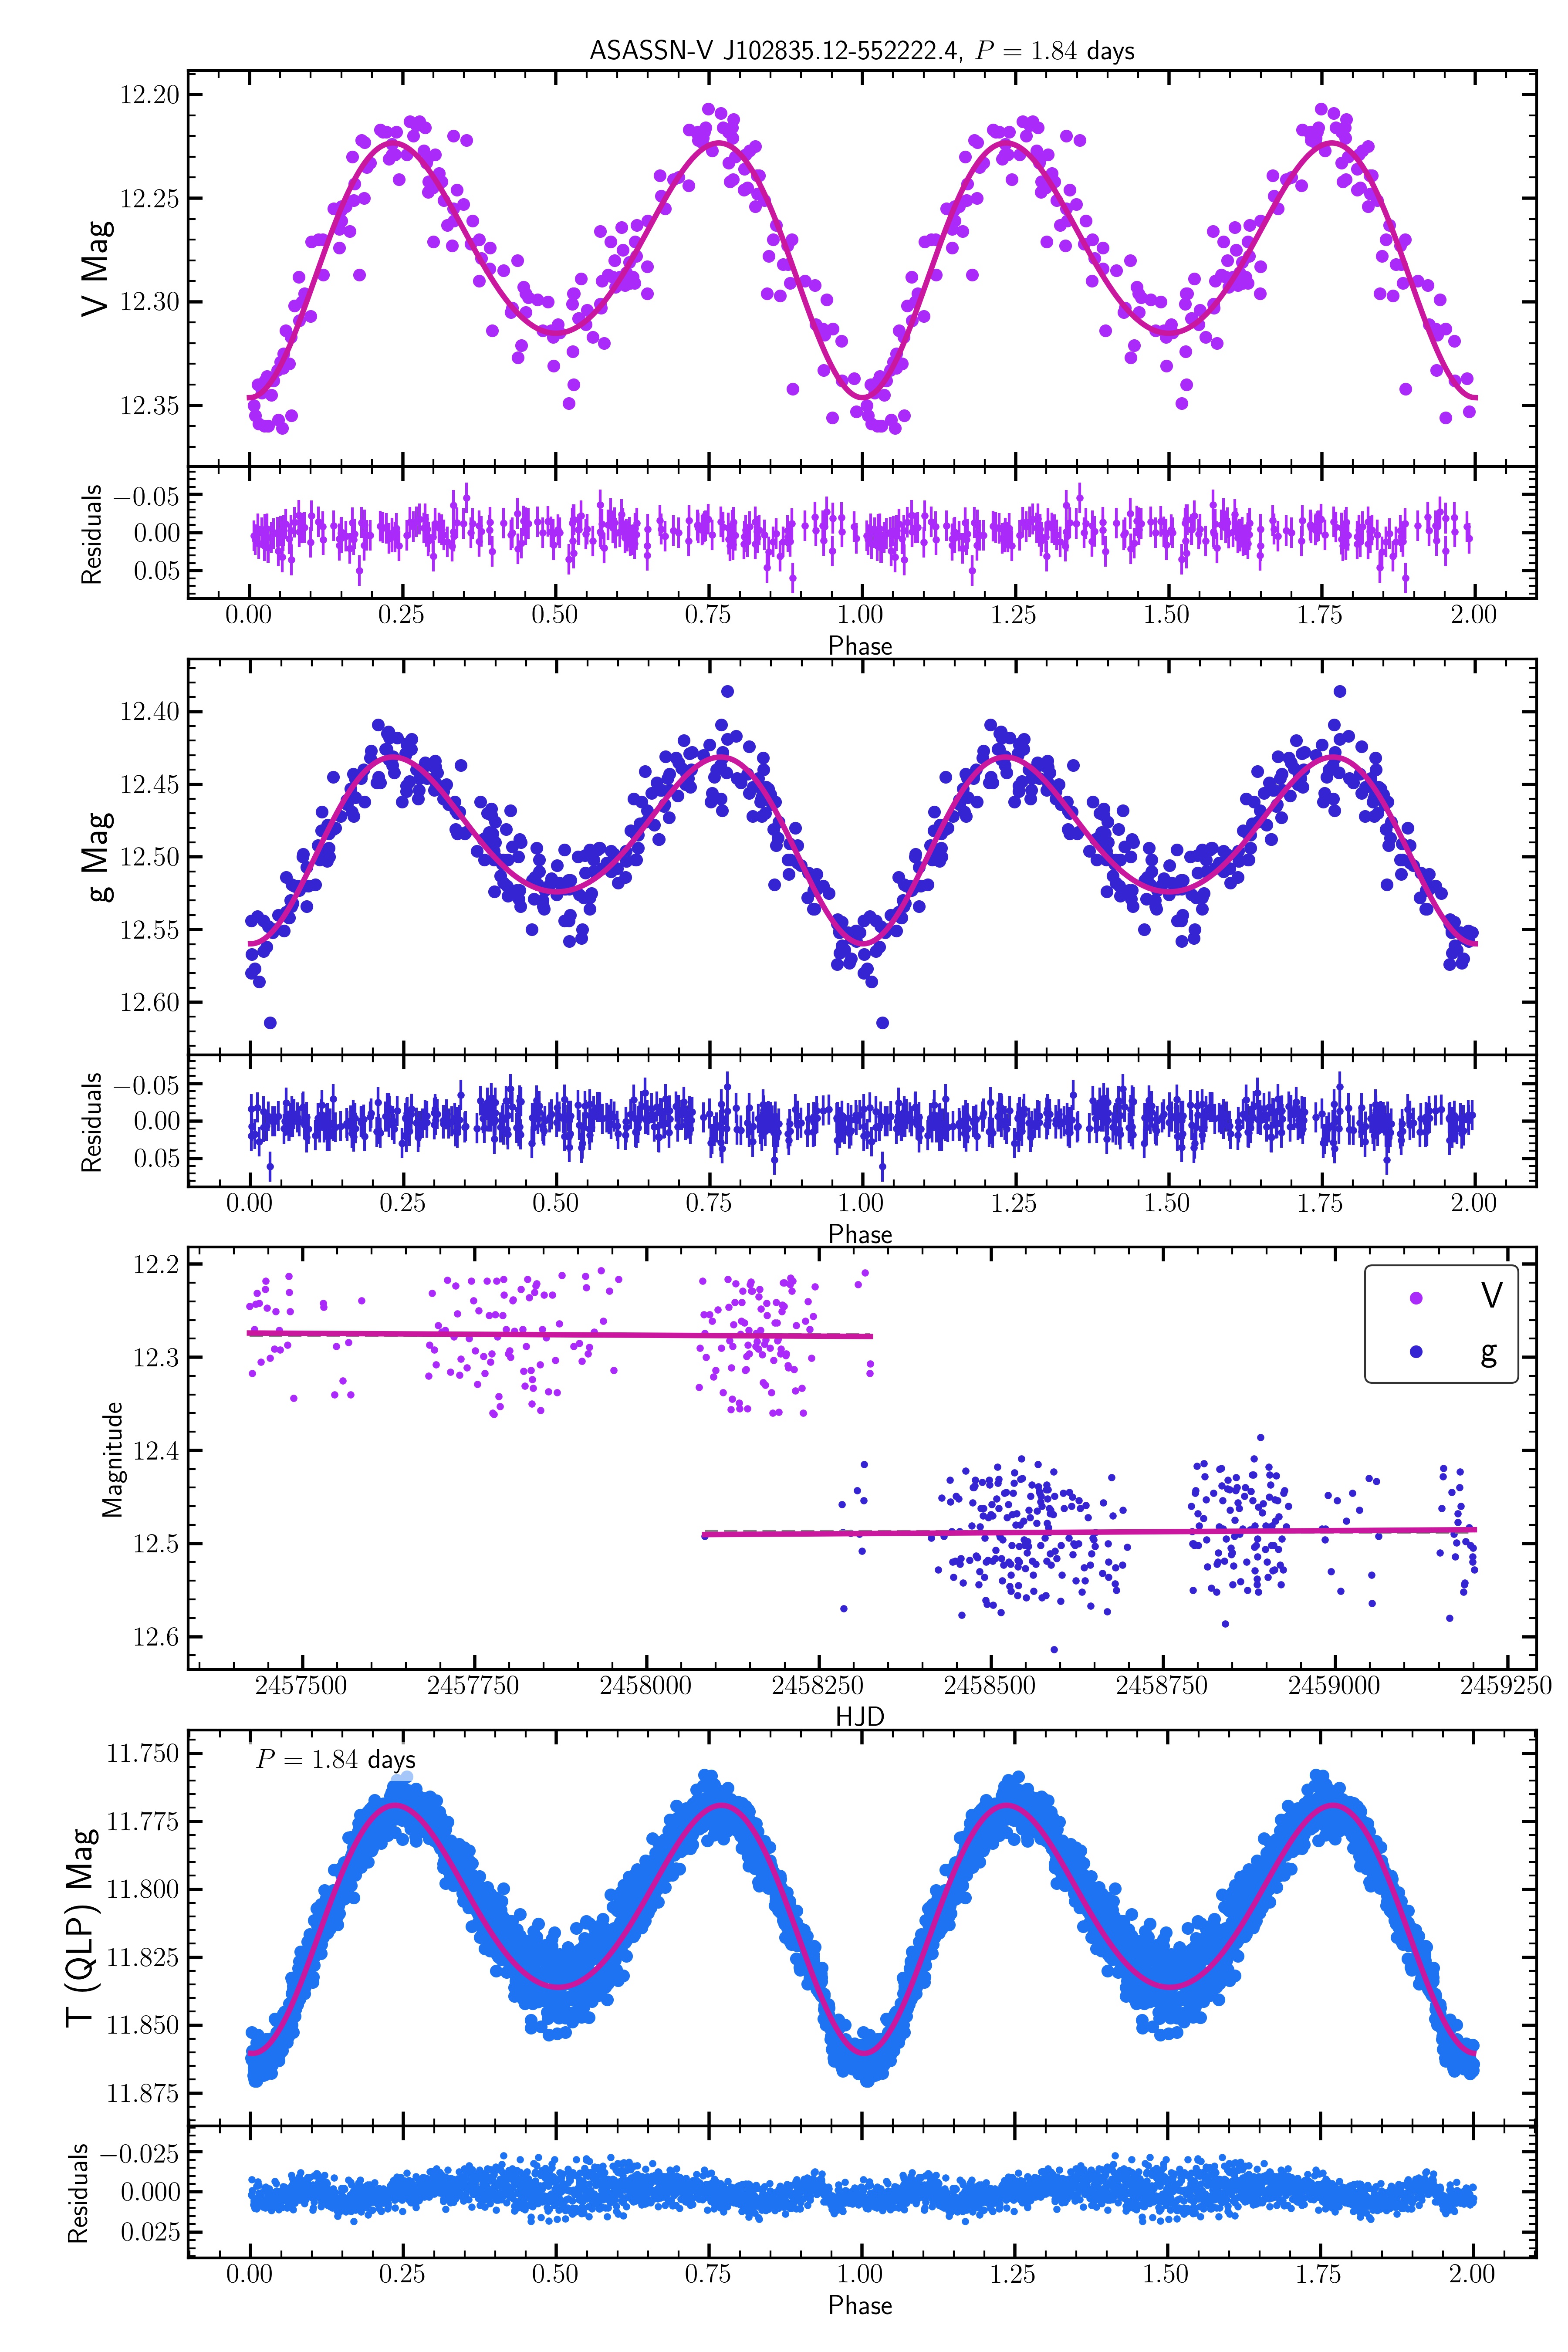 ASASSN-V J102835.12-552222.4, P = 1.84 days
V Mag
12.20
12.25
12.30
12.35
Residuals
−0.05
0.00
0.05
0.00 0.25 0.50 0.75 1.00 1.25 1.50 1.75 2.00
Phase
g Mag
12.40
12.45
12.50
12.55
12.60
Residuals
−0.05
0.00
0.05
0.00 0.25 0.50 0.75 1.00 1.25 1.50 1.75 2.00
Phase
Magnitude
12.2
12.3
12.4
12.5
12.6
V
g
2457500 2457750 2458000 2458250 2458500 2458750 2459000 2459250
HJD
P = 1.84 days
T (QLP) Mag
11.750
11.775
11.800
11.825
11.850
11.875
Residuals
−0.025
0.000
0.025
0.00 0.25 0.50 0.75 1.00 1.25 1.50 1.75 2.00
Phase